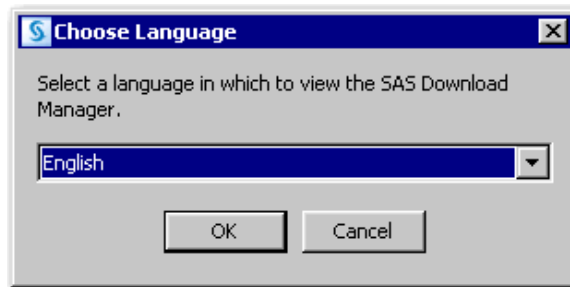 Choose Language
Select a language in which to view the SAS Download
Manager.
English
OK
Cancel